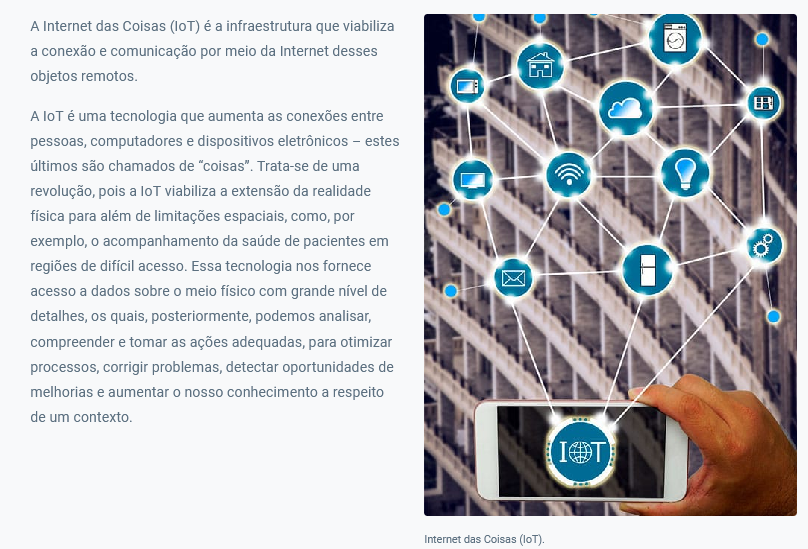 A Internet das Coisas (IoT) é a infraestrutura que viabiliza
a conexão e comunicação por meio da Internet desses
objetos remotos.
A IoT é uma tecnologia que aumenta as conexões entre
pessoas, computadores e dispositivos eletrônicos – estes
últimos são chamados de “coisas”. Trata-se de uma
revolução, pois a IoT viabiliza a extensão da realidade
física para além de limitações espaciais, como, por
exemplo, o acompanhamento da saúde de pacientes em
regiões de difícil acesso. Essa tecnologia nos fornece
acesso a dados sobre o meio físico com grande nível de
detalhes, os quais, posteriormente, podemos analisar,
compreender e tomar as ações adequadas, para otimizar
processos, corrigir problemas, detectar oportunidades de
melhorias e aumentar o nosso conhecimento a respeito
de um contexto.
IOT
Internet das Coisas (IoT).